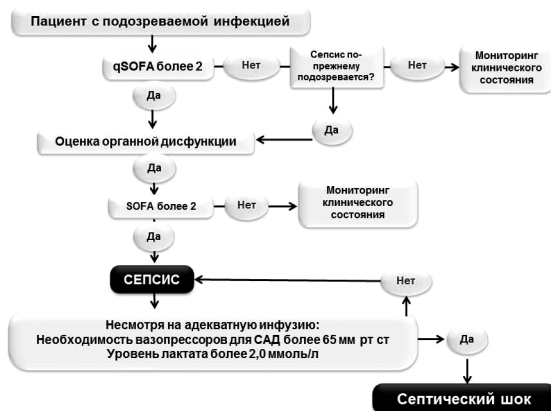 Пациент с подозреваемой инфекцией
qSOFA более 2
Нет
Сепсис по-
прежнему
подозревается?
Нет
Мониторинг
клинического
состояния
Да
Да
Оценка органной дисфункции
Да
SOFA более 2
Нет
Мониторинг
клинического
состояния
Да
СЕПСИС
Нет
Несмотря на адекватную инфузию:
Необходимость вазопрессоров для САД более 65 мм рт ст
Уровень лактата более 2,0 ммоль/л
Да
Септический шок